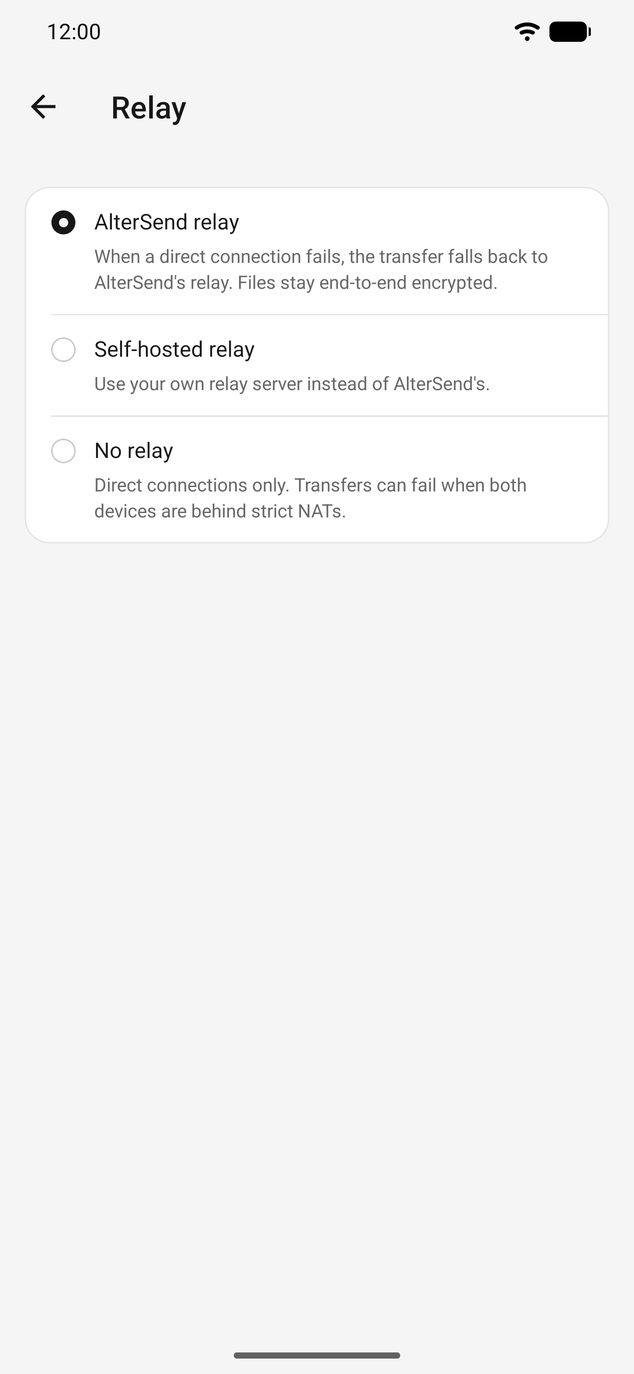 12:00
Relay
AlterSend relay
When a direct connection fails, the transfer falls back to
AlterSend's relay. Files stay end-to-end encrypted.
Self-hosted relay
Use your own relay server instead of AlterSend's.
No relay
Direct connections only. Transfers can fail when both
devices are behind strict NATs.